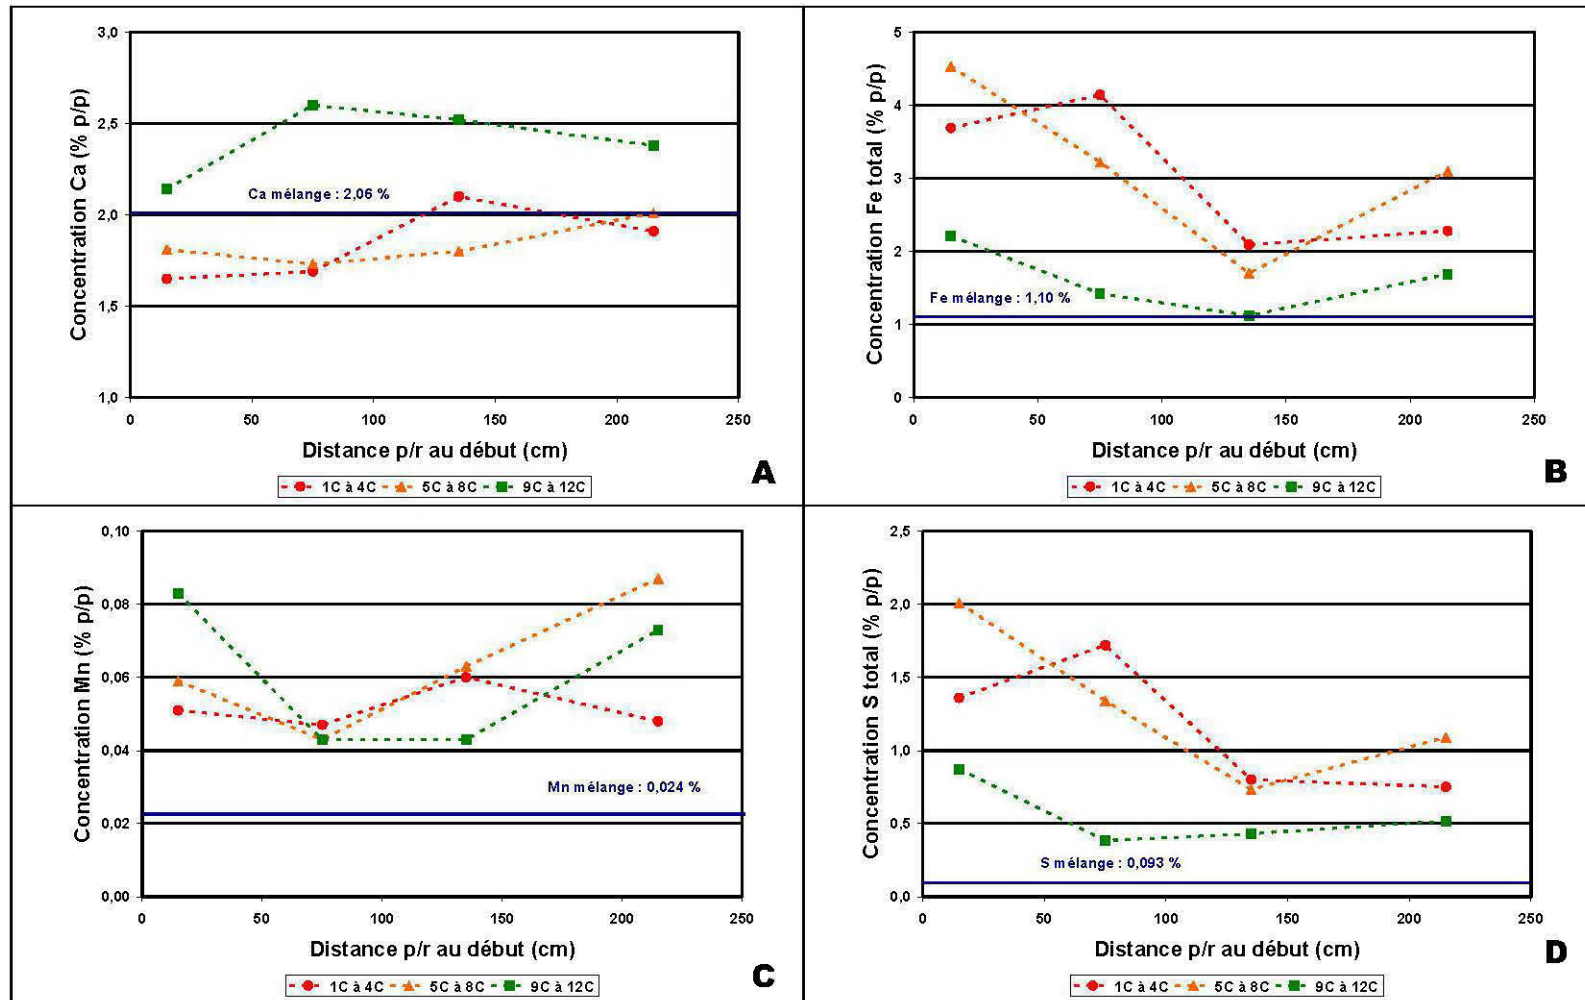 3,0
2,5
2,0
1,5
1,0
Concentration Ca (% p/p)
Ca mélange : 2,06 %
0 50 100 150 200 250
Distance p/r au début (cm)
1C à 4C 5C à 8C 9C à 12C
A
5
4
3
2
1
0
Concentration Fe total (% p/p)
Fe mélange : 1,10 %
0 50 100 150 200 250
Distance p/r au début (cm)
1C à 4C 5C à 8C 9C à 12C
B
0,10
0,08
0,06
0,04
0,02
0,00
Concentration Mn (% p/p)
Mn mélange : 0,024 %
0 50 100 150 200 250
Distance p/r au début (cm)
1C à 4C 5C à 8C 9C à 12C
C
2,5
2,0
1,5
1,0
0,5
0,0
Concentration S total (% p/p)
S mélange : 0,093 %
0 50 100 150 200 250
Distance p/r au début (cm)
1C à 4C 5C à 8C 9C à 12C
D